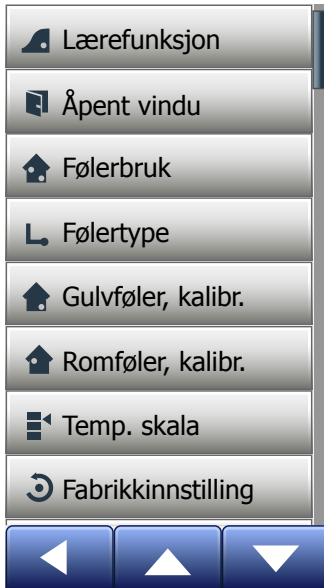 Lærefunksjon
Åpent vindu
Følerbruk
Følertype
Gulvføler, kalibr.
Romføler, kalibr.
Temp. skala
Fabrikkinnstilling